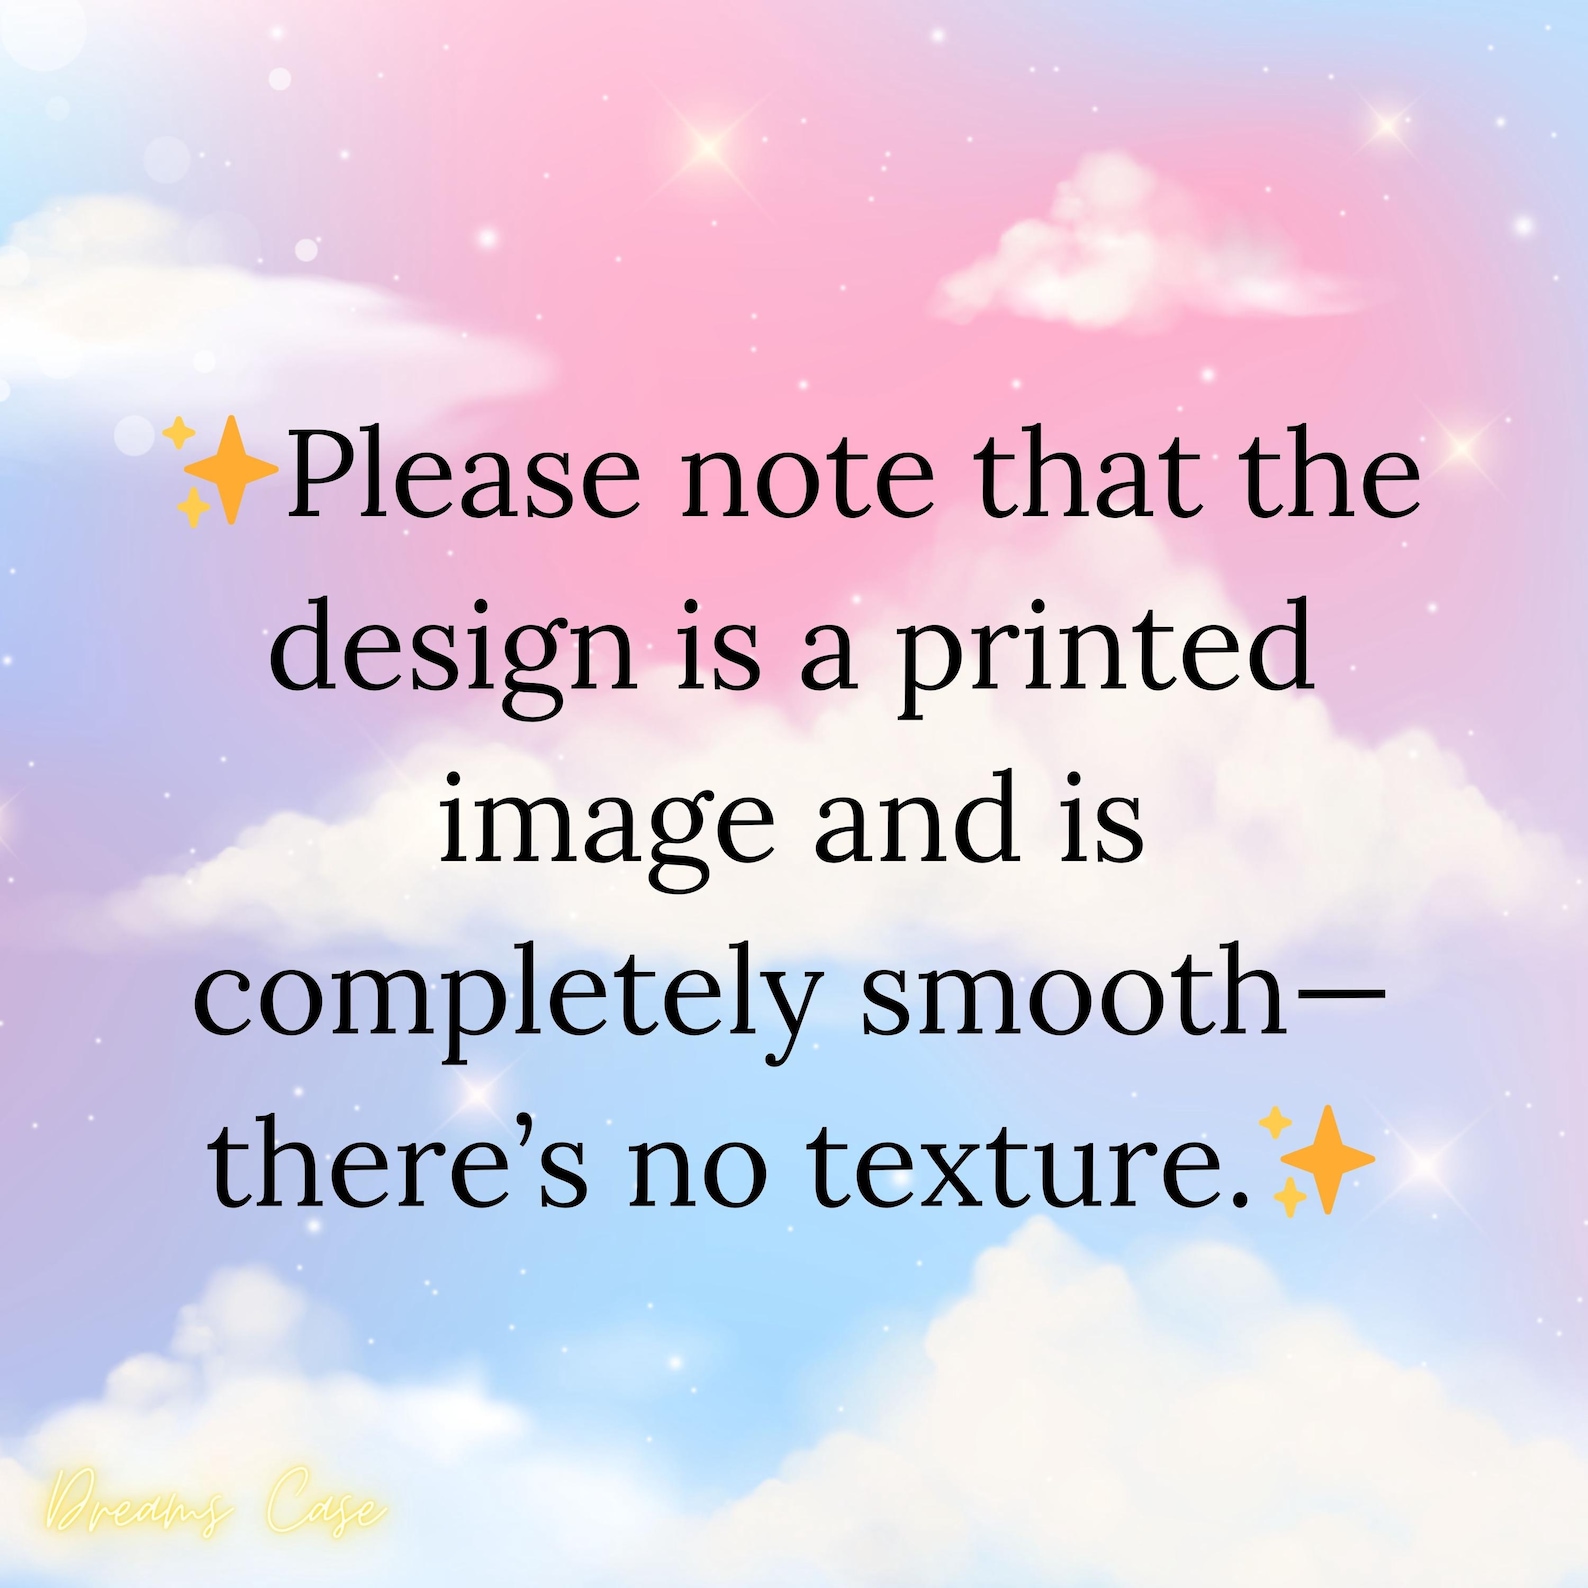 ✨Please note that the
design is a printed
image and is
completely smooth—
there’s no texture.✨
Dreams Case